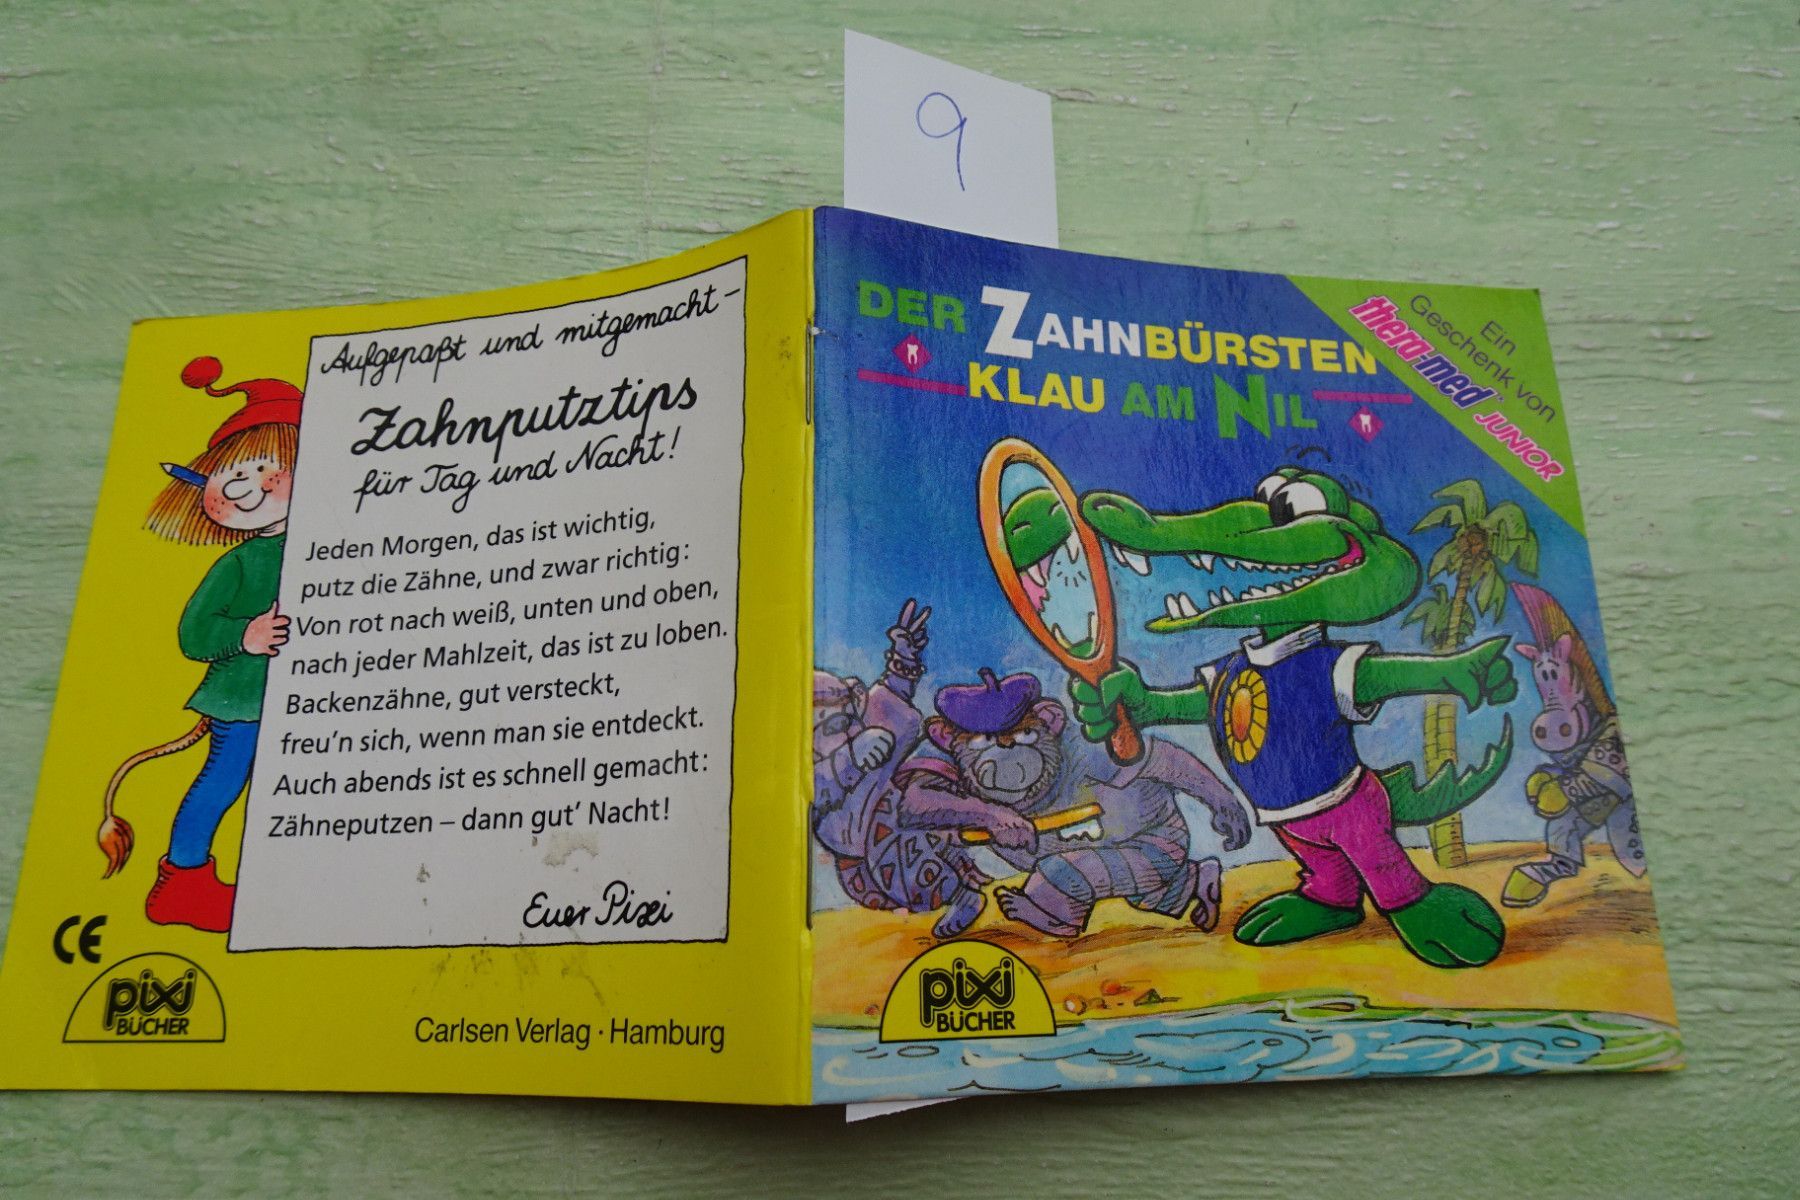 9
Aufgepaßt und mitgemacht –
Zahnputztips
für Tag und Nacht!
Jeden Morgen, das ist wichtig,
putz die Zähne, und zwar richtig:
Von rot nach weiß, unten und oben,
nach jeder Mahlzeit, das ist zu loben.
Backenzähne, gut versteckt,
freu'n sich, wenn man sie entdeckt.
Auch abends ist es schnell gemacht:
Zähneputzen – dann gut' Nacht!
Euer Pixi
CE
pixi
BÜCHER
Carlsen Verlag · Hamburg
DER ZAHNBÜRSTEN
KLAU AM NIL
Ein
Geschenk von
thera-med
JUNIOR
pixi
BÜCHER